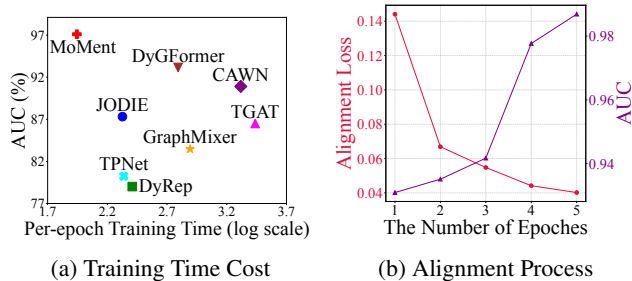 97
92
87
82
77
AUC (%)
MoMent
DyGFormer
CAWN
JODIE
TGAT
GraphMixer
TPNet
DyRep
1.7
2.2
2.7
3.2
3.7
Per-epoch Training Time (log scale)
(a) Training Time Cost
0.14
0.12
0.10
0.08
0.06
0.04
Alignment Loss
0.98
0.96
0.94
AUC
1
2
3
4
5
The Number of Epoches
(b) Alignment Process